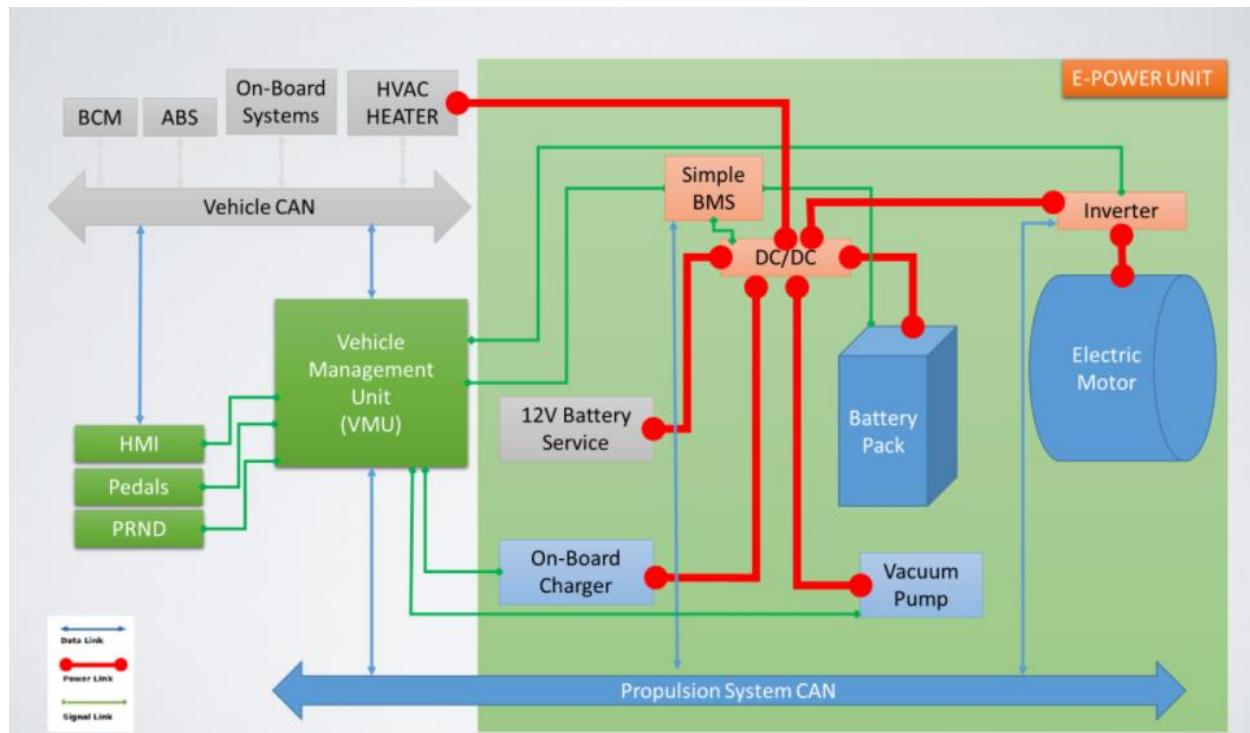 E-POWER UNIT
BCM
ABS
On-Board
Systems
HVAC
HEATER
Vehicle CAN
Simple
BMS
DC/DC
Inverter
Vehicle
Management
Unit
(VMU)
Electric
Motor
12V Battery
Service
Battery
Pack
HMI
Pedals
PRND
On-Board
Charger
Vacuum
Pump
Data Link
Power Link
Signal Link
Propulsion System CAN